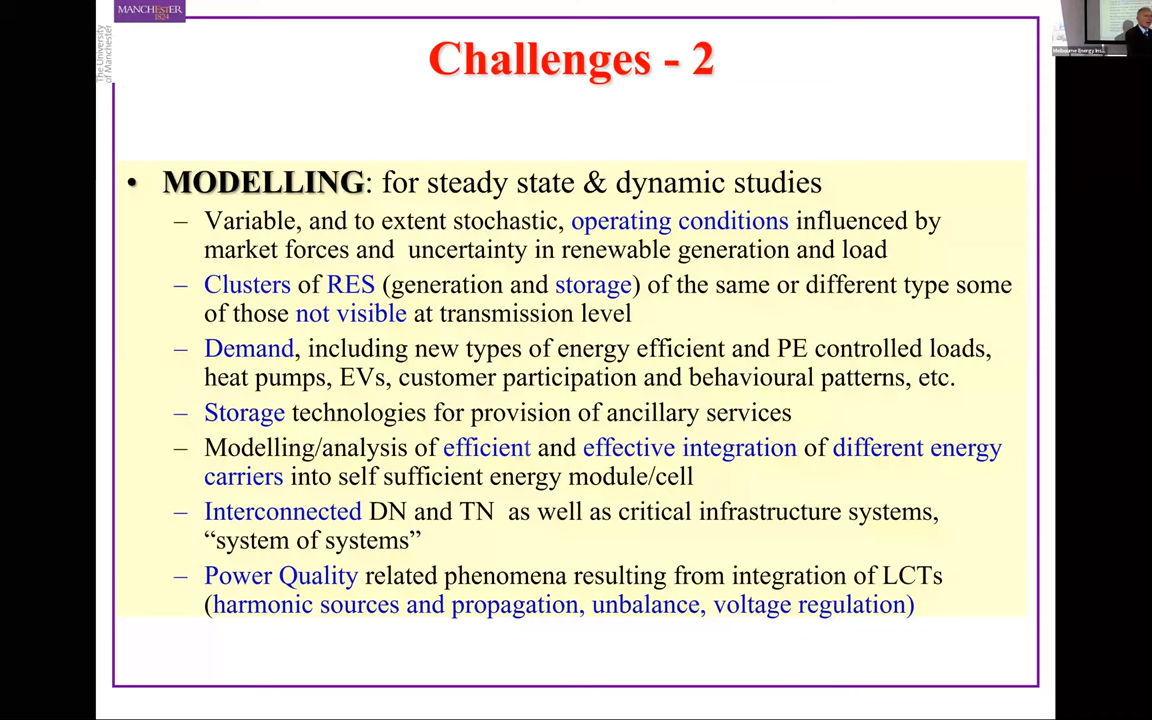 MANCHESTER
1824
The University
of Manchester
Melbourne Energy Ins...
Challenges - 2
• MODELLING: for steady state & dynamic studies
– Variable, and to extent stochastic, operating conditions influenced by
market forces and uncertainty in renewable generation and load
– Clusters of RES (generation and storage) of the same or different type some
of those not visible at transmission level
– Demand, including new types of energy efficient and PE controlled loads,
heat pumps, EVs, customer participation and behavioural patterns, etc.
– Storage technologies for provision of ancillary services
– Modelling/analysis of efficient and effective integration of different energy
carriers into self sufficient energy module/cell
– Interconnected DN and TN as well as critical infrastructure systems,
“system of systems”
– Power Quality related phenomena resulting from integration of LCTs
(harmonic sources and propagation, unbalance, voltage regulation)